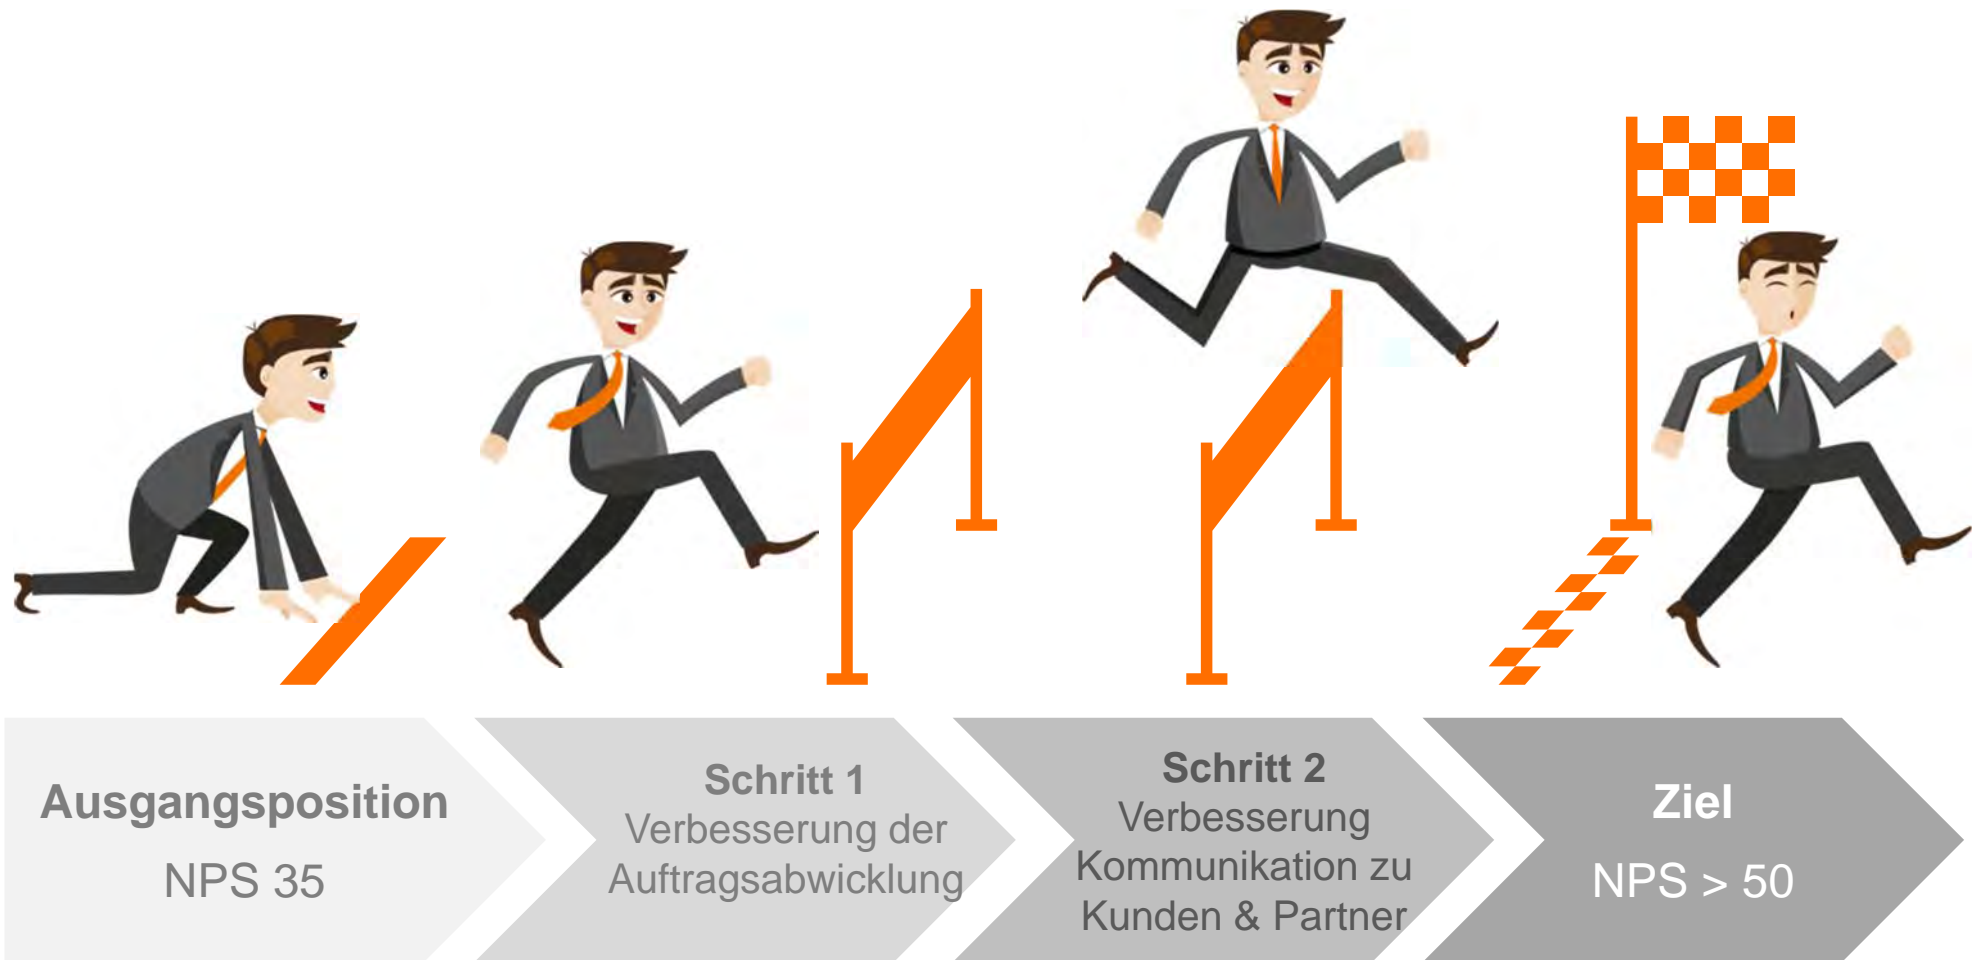 Ausgangsposition
NPS 35
Schritt 1
Verbesserung der
Auftragsabwicklung
Schritt 2
Verbesserung
Kommunikation zu
Kunden & Partner
Ziel
NPS > 50